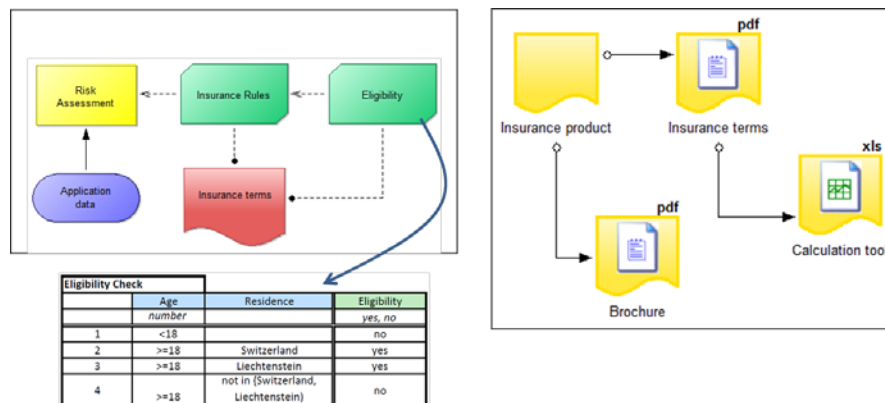 Risk
Assessment
Insurance Rules
Eligibility
Application
data
Insurance terms
Eligibility Check
Age Residence Eligibility
number yes, no
1 <18 no
2 >=18 Switzerland yes
3 >=18 Liechtenstein yes
4 >=18 not in {Switzerland,
Liechtenstein} no
pdf
Insurance product
Insurance terms
xls
pdf
Calculation tool
Brochure